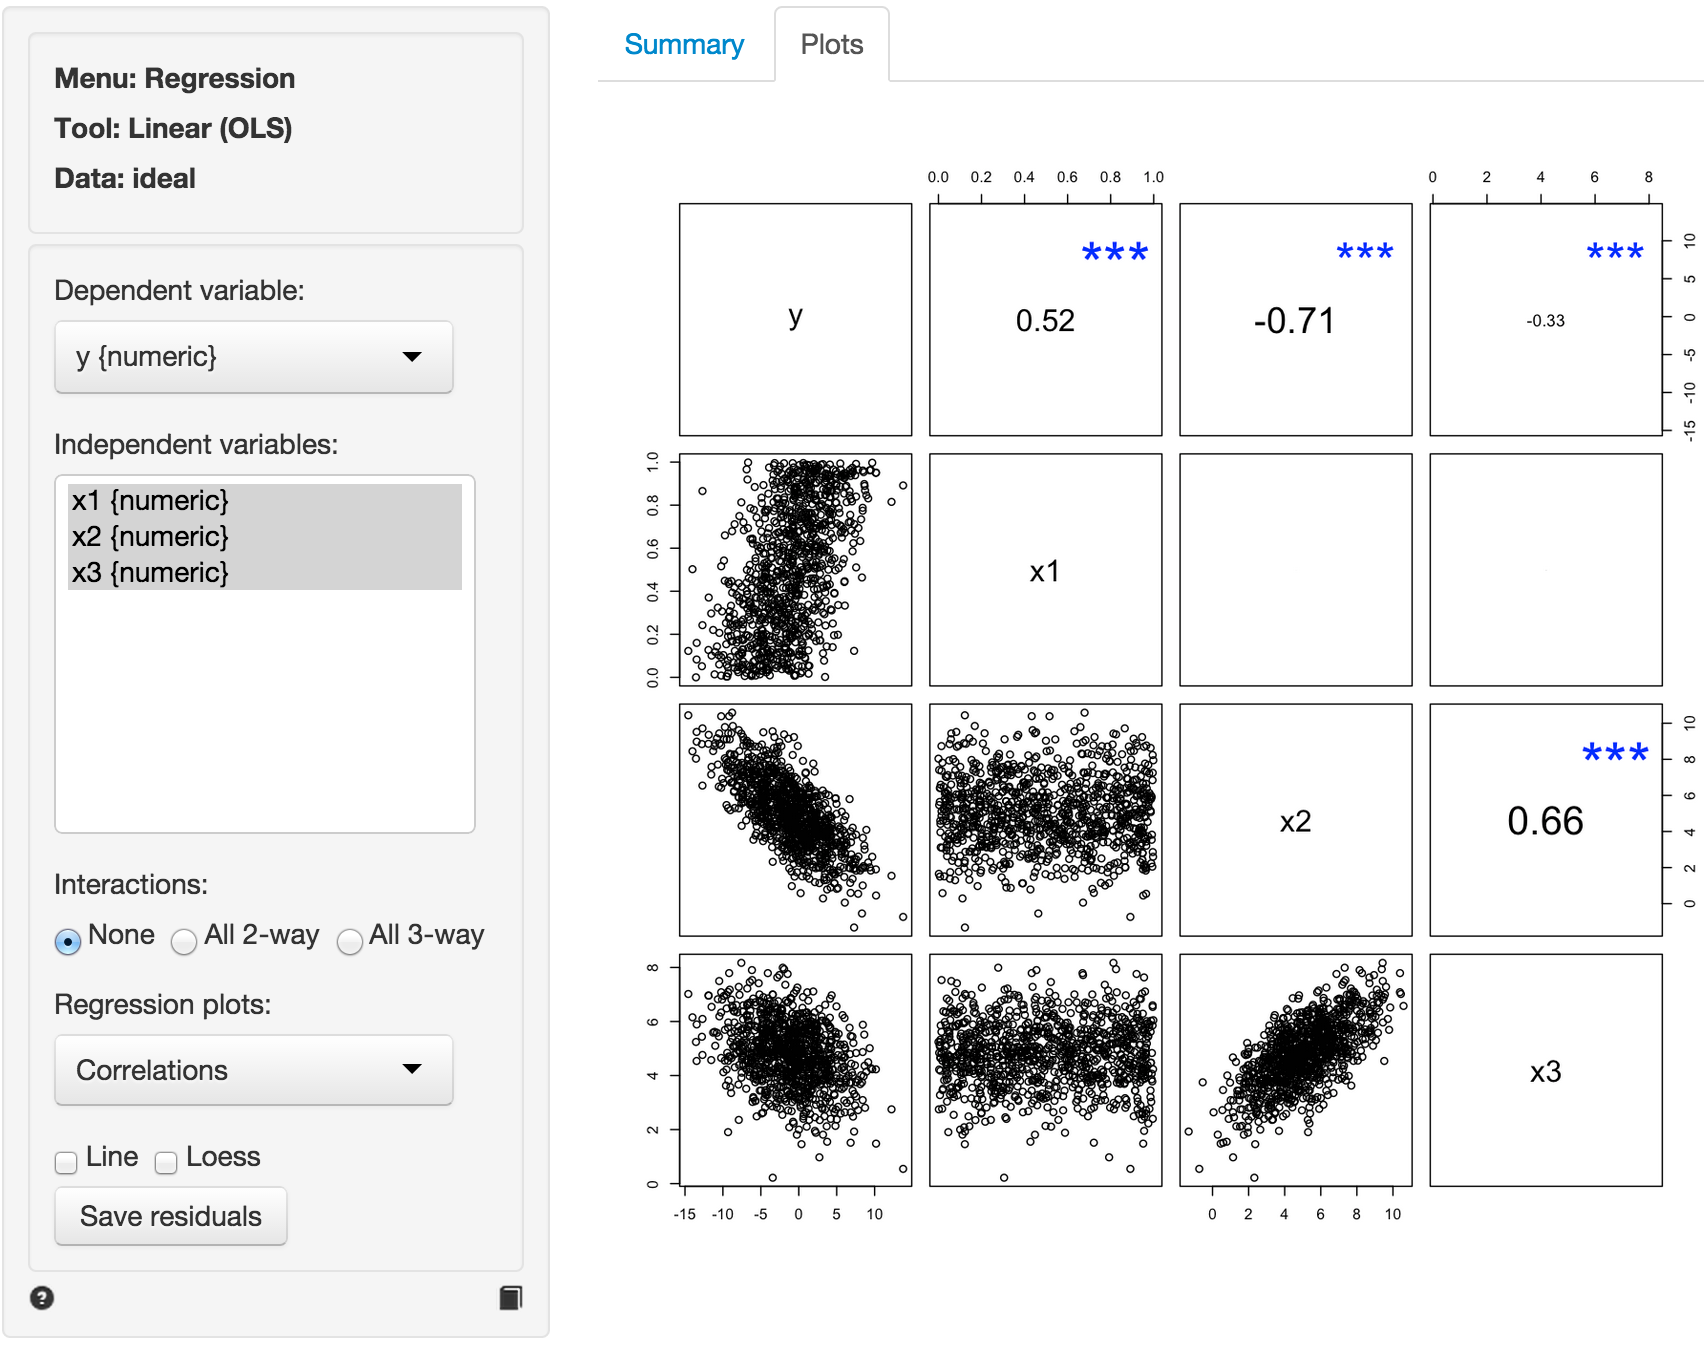 Menu: Regression
Tool: Linear (OLS)
Data: ideal
Dependent variable:
y {numeric}
Independent variables:
x1 {numeric}
x2 {numeric}
x3 {numeric}
Interactions:
None All 2-way All 3-way
Regression plots:
Correlations
Line Loess
Save residuals
?
Summary Plots
0.0 0.2 0.4 0.6 0.8 1.0 0 2 4 6 8
*** *** ***
y 0.52 -0.71 -0.33
10 5 0 -5 -10 -15
1.0 0.8 0.6 0.4 0.2 0.0
x1
***
x2 0.66
10 8 6 4 2 0
8 6 4 2 0
x3
-15 -10 -5 0 5 10 0 2 4 6 8 10